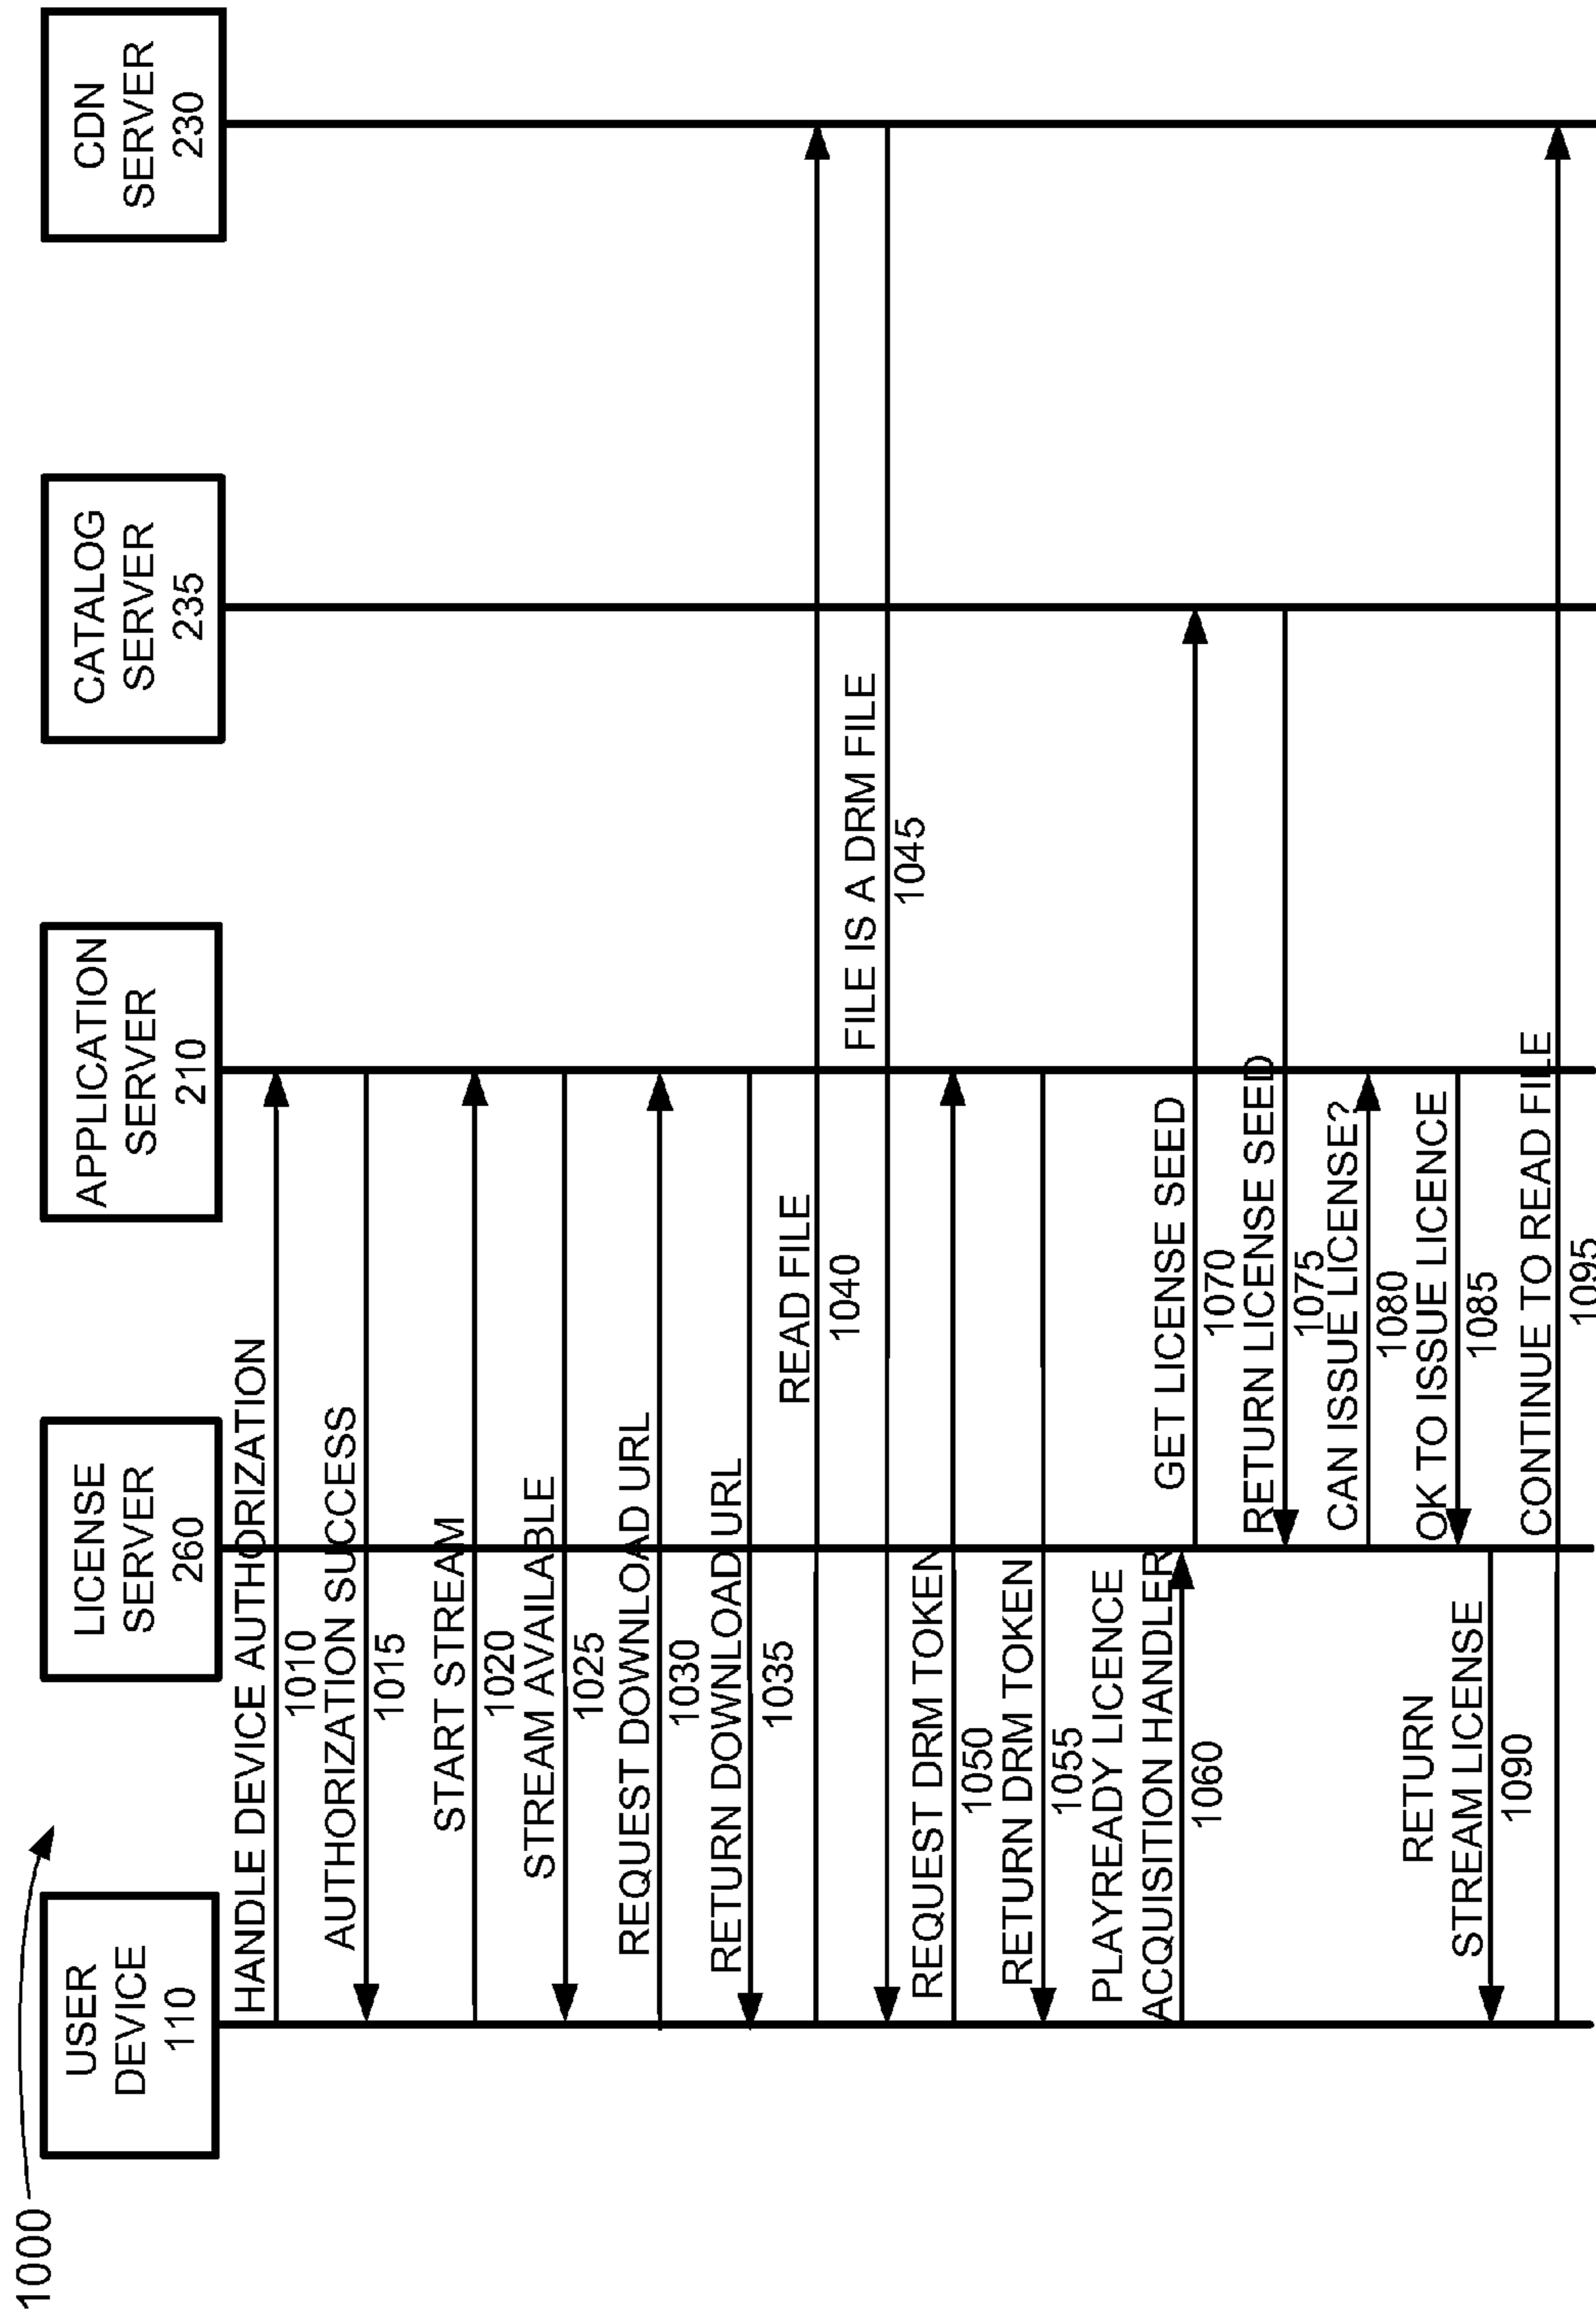 1000
USER
DEVICE
110
LICENSE
SERVER
260
APPLICATION
SERVER
210
CATALOG
SERVER
235
CDN
SERVER
230
HANDLE DEVICE AUTHORIZATION
1010
AUTHORIZATION SUCCESS
1015
START STREAM
1020
STREAM AVAILABLE
1025
REQUEST DOWNLOAD URL
1030
RETURN DOWNLOAD URL
1035
READ FILE
1040
FILE IS A DRM FILE
1045
REQUEST DRM TOKEN
1050
RETURN DRM TOKEN
1055
PLAYREADY LICENCE
ACQUISITION HANDLER
1060
GET LICENSE SEED
1070
RETURN LICENSE SEED
1075
CAN ISSUE LICENSE?
1080
OK TO ISSUE LICENCE
1085
RETURN
STREAM LICENSE
1090
CONTINUE TO READ FILE
1095